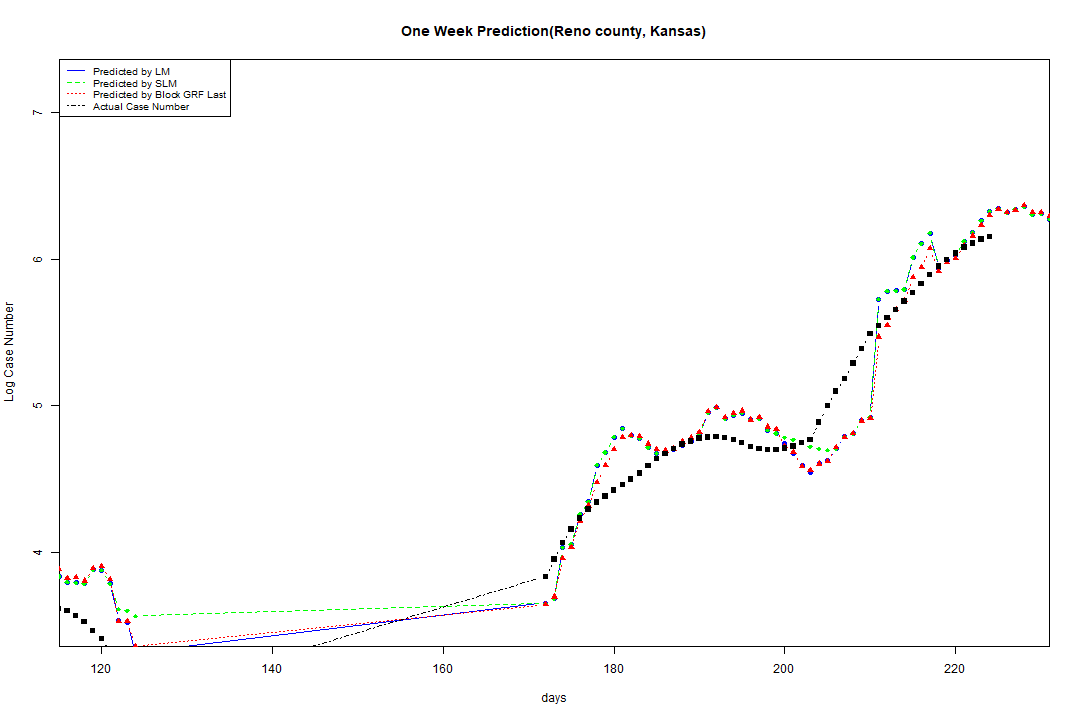 One Week Prediction(Reno county, Kansas)
Predicted by LM
Predicted by SLM
Predicted by Block GRF Last
Actual Case Number
7
6
5
4
Log Case Number
120 140 160 180 200 220
days